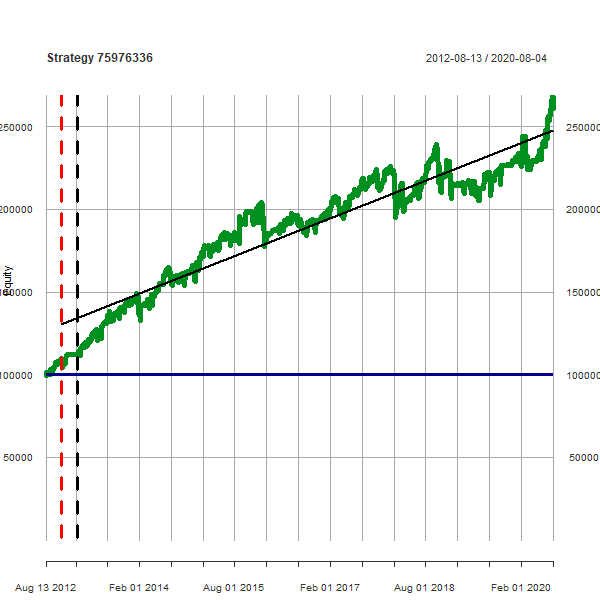 Strategy 75976336
2012-08-13 / 2020-08-04
250000
250000
200000
200000
150000
150000
100000
100000
50000
50000
Aug 13 2012
Feb 01 2014
Aug 01 2015
Feb 01 2017
Aug 01 2018
Feb 01 2020